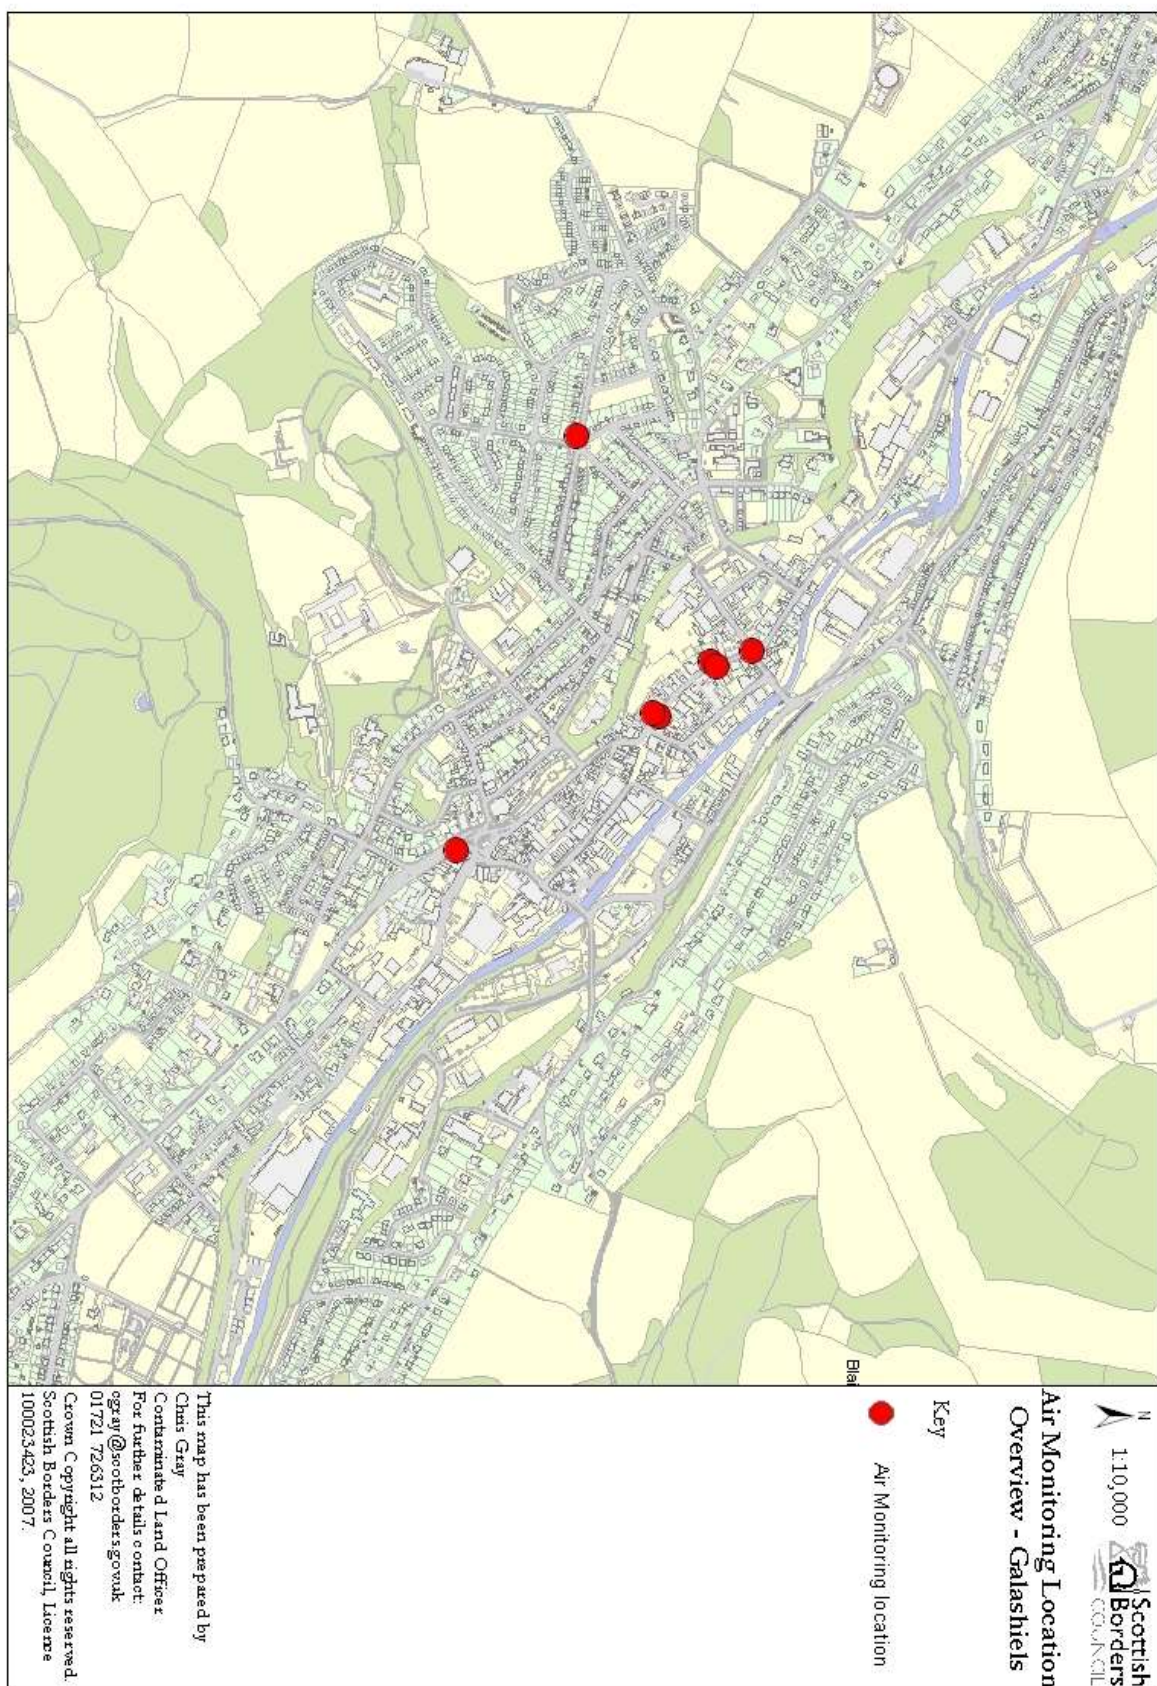 N
1:10,000
Scottish
Borders
COUNCIL
Air Monitoring Location
Overview - Galashiels
Key
Air Monitoring location
Blai
This map has been prepared by
Chris Gray
Contaminated Land Officer
For further details contact:
cgray@scotborders.gov.uk
01721 726312
Crown Copyright all rights reserved.
Scottish Borders Council, Licence
100023423, 2007.